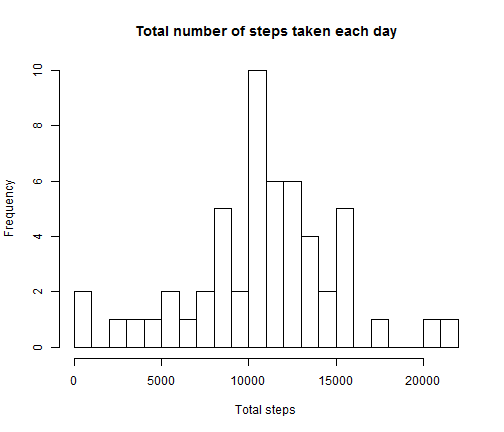 Total number of steps taken each day
Frequency
10
8
6
4
2
0
0 5000 10000 15000 20000
Total steps